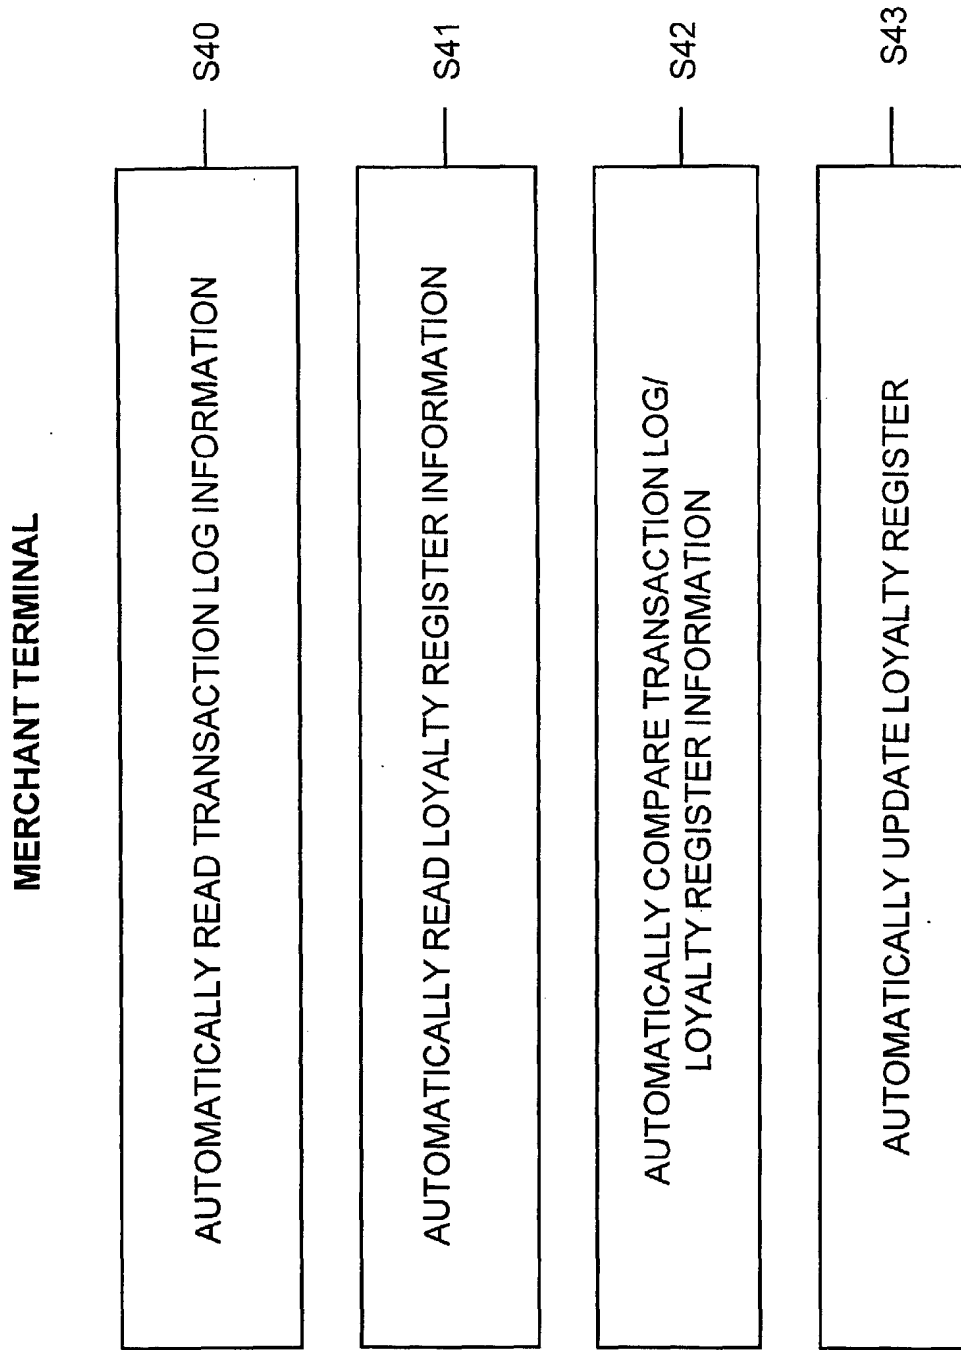 MERCHANT TERMINAL
AUTOMATICALLY READ TRANSACTION LOG INFORMATION
S40
AUTOMATICALLY READ LOYALTY REGISTER INFORMATION
S41
AUTOMATICALLY COMPARE TRANSACTION LOG/
LOYALTY REGISTER INFORMATION
S42
AUTOMATICALLY UPDATE LOYALTY REGISTER
S43